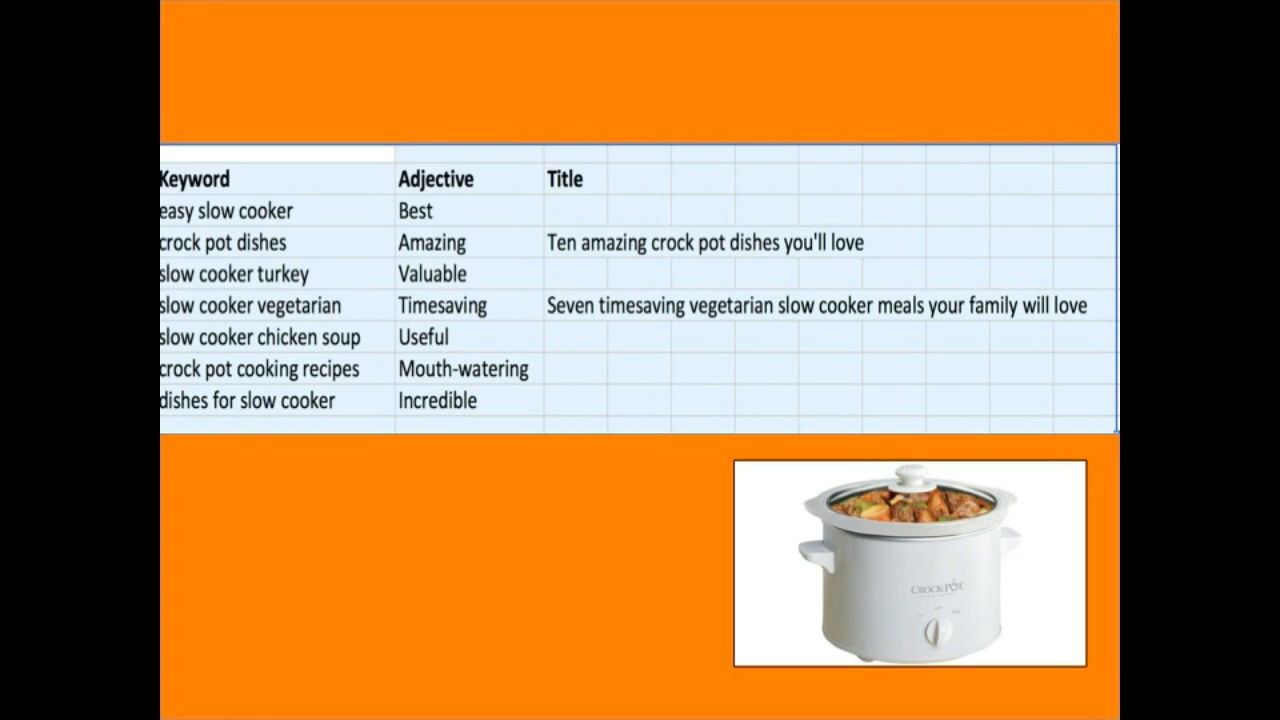 Keyword Adjective Title
easy slow cooker Best
crock pot dishes Amazing Ten amazing crock pot dishes you'll love
slow cooker turkey Valuable
slow cooker vegetarian Timesaving Seven timesaving vegetarian slow cooker meals your family will love
slow cooker chicken soup Useful
crock pot cooking recipes Mouth-watering
dishes for slow cooker Incredible
CROCK-POT